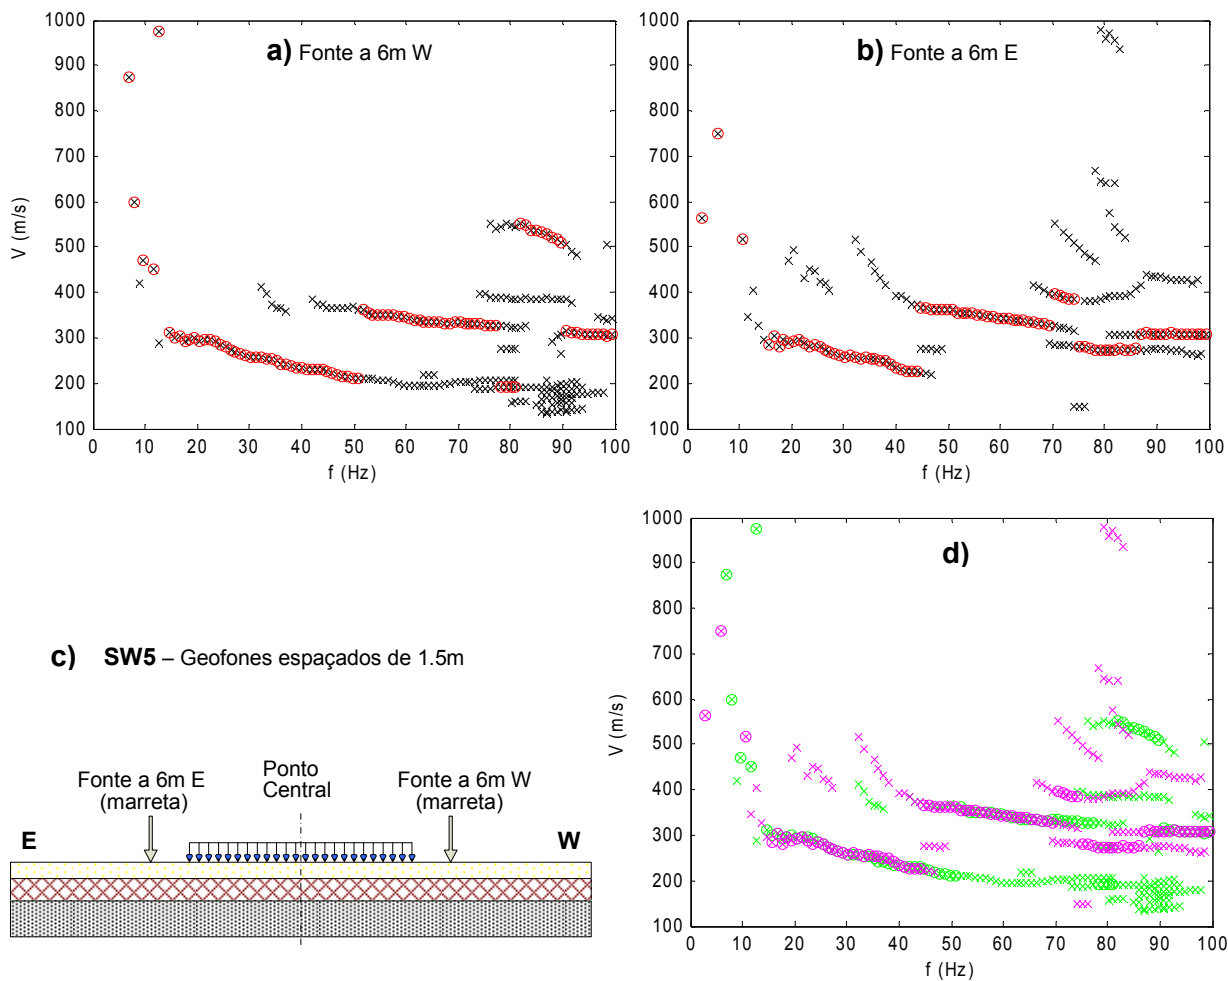 a) Fonte a 6m W
1000
900
800
700
600
500
400
300
200
100
V (m/s)
0 10 20 30 40 50 60 70 80 90 100
f (Hz)
b) Fonte a 6m E
1000
900
800
700
600
500
400
300
200
100
V (m/s)
0 10 20 30 40 50 60 70 80 90 100
f (Hz)
c) SW5 – Geofones espaçados de 1.5m
Fonte a 6m E
(marreta)
Ponto
Central
Fonte a 6m W
(marreta)
E
W
d)
1000
900
800
700
600
500
400
300
200
100
V (m/s)
0 10 20 30 40 50 60 70 80 90 100
f (Hz)